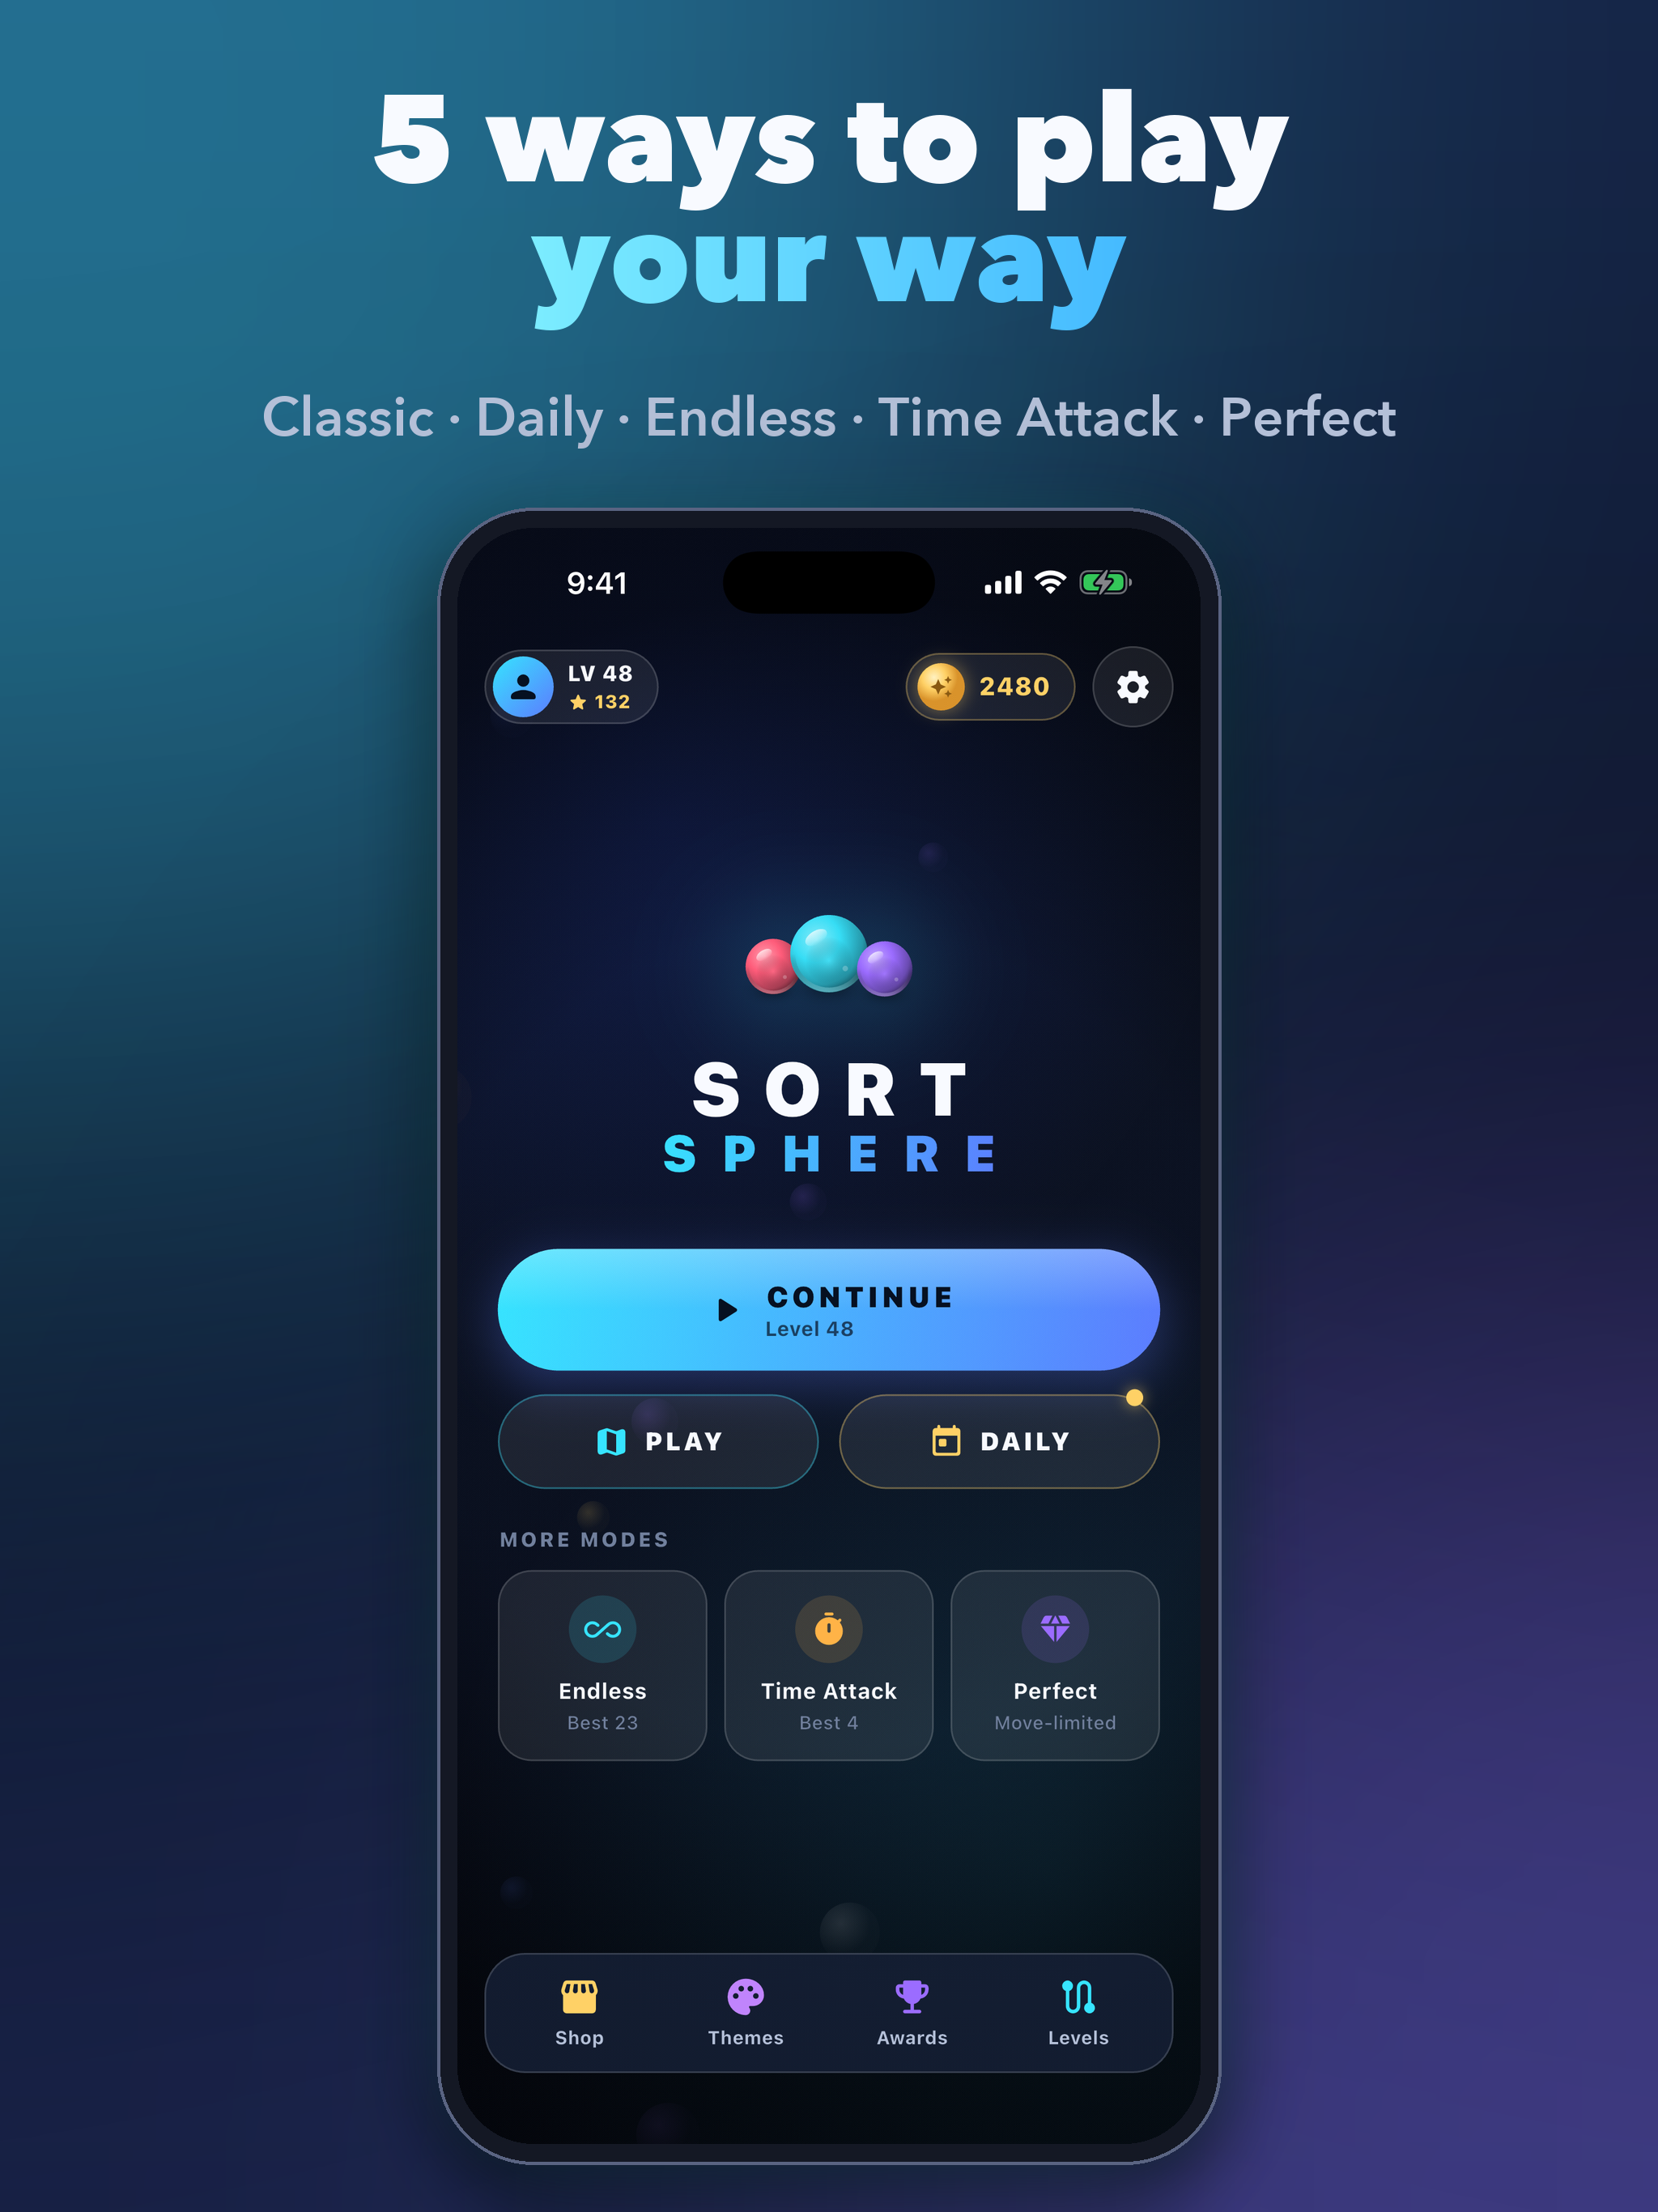 5 ways to play
your way
Classic · Daily · Endless · Time Attack · Perfect
9:41
LV 48
132
2480
SORT
SPHERE
CONTINUE
Level 48
PLAY
DAILY
MORE MODES
Endless
Best 23
Time Attack
Best 4
Perfect
Move-limited
Shop
Themes
Awards
Levels